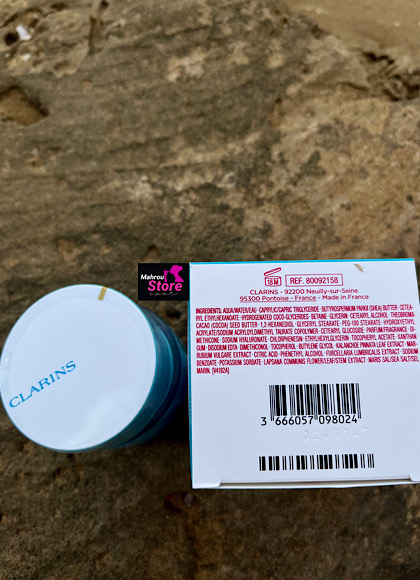 Mahrou
Store
18M
REF. 80092158
CLARINS - 92200 Neuilly-sur-Seine
95300 Pontoise - France - Made in France
INGREDIENTS: AQUA/WATER/EAU · CAPRYLIC/CAPRIC TRIGLYCERIDE · BUTYROSPERMUM PARKII (SHEA) BUTTER · CETEA-
RYL ETHYLHEXANOATE · HYDROGENATED COCO-GLYCERIDES · BETAINE · GLYCERIN · CETEARYL ALCOHOL · THEOBROMA
CACAO (COCOA) SEED BUTTER · 1,2-HEXANEDIOL · GLYCERYL STEARATE · PEG-100 STEARATE · HYDROXYETHYL
ACRYLATE/SODIUM ACRYLOYLDIMETHYL TAURATE COPOLYMER · CETEARYL GLUCOSIDE · PARFUM/FRAGRANCE · DI-
METHICONE · SODIUM HYALURONATE · CHLORPHENESIN · ETHYLHEXYLGLYCERIN · TOCOPHERYL ACETATE · XANTHAN
GUM · DISODIUM EDTA · DIMETHICONOL · TOCOPHEROL · BUTYLENE GLYCOL · KALANCHOE PINNATA LEAF EXTRACT · MAR-
RUBIUM VULGARE EXTRACT · CITRIC ACID · PHENETHYL ALCOHOL · FURCELLARIA LUMBRICALIS EXTRACT · SODIUM
BENZOATE · POTASSIUM SORBATE · LAPSANA COMMUNIS FLOWER/LEAF/STEM EXTRACT · MARIS SAL/SEA SALT/SEL
MARIN. [V4162A]
CLARINS
3 666057 098024